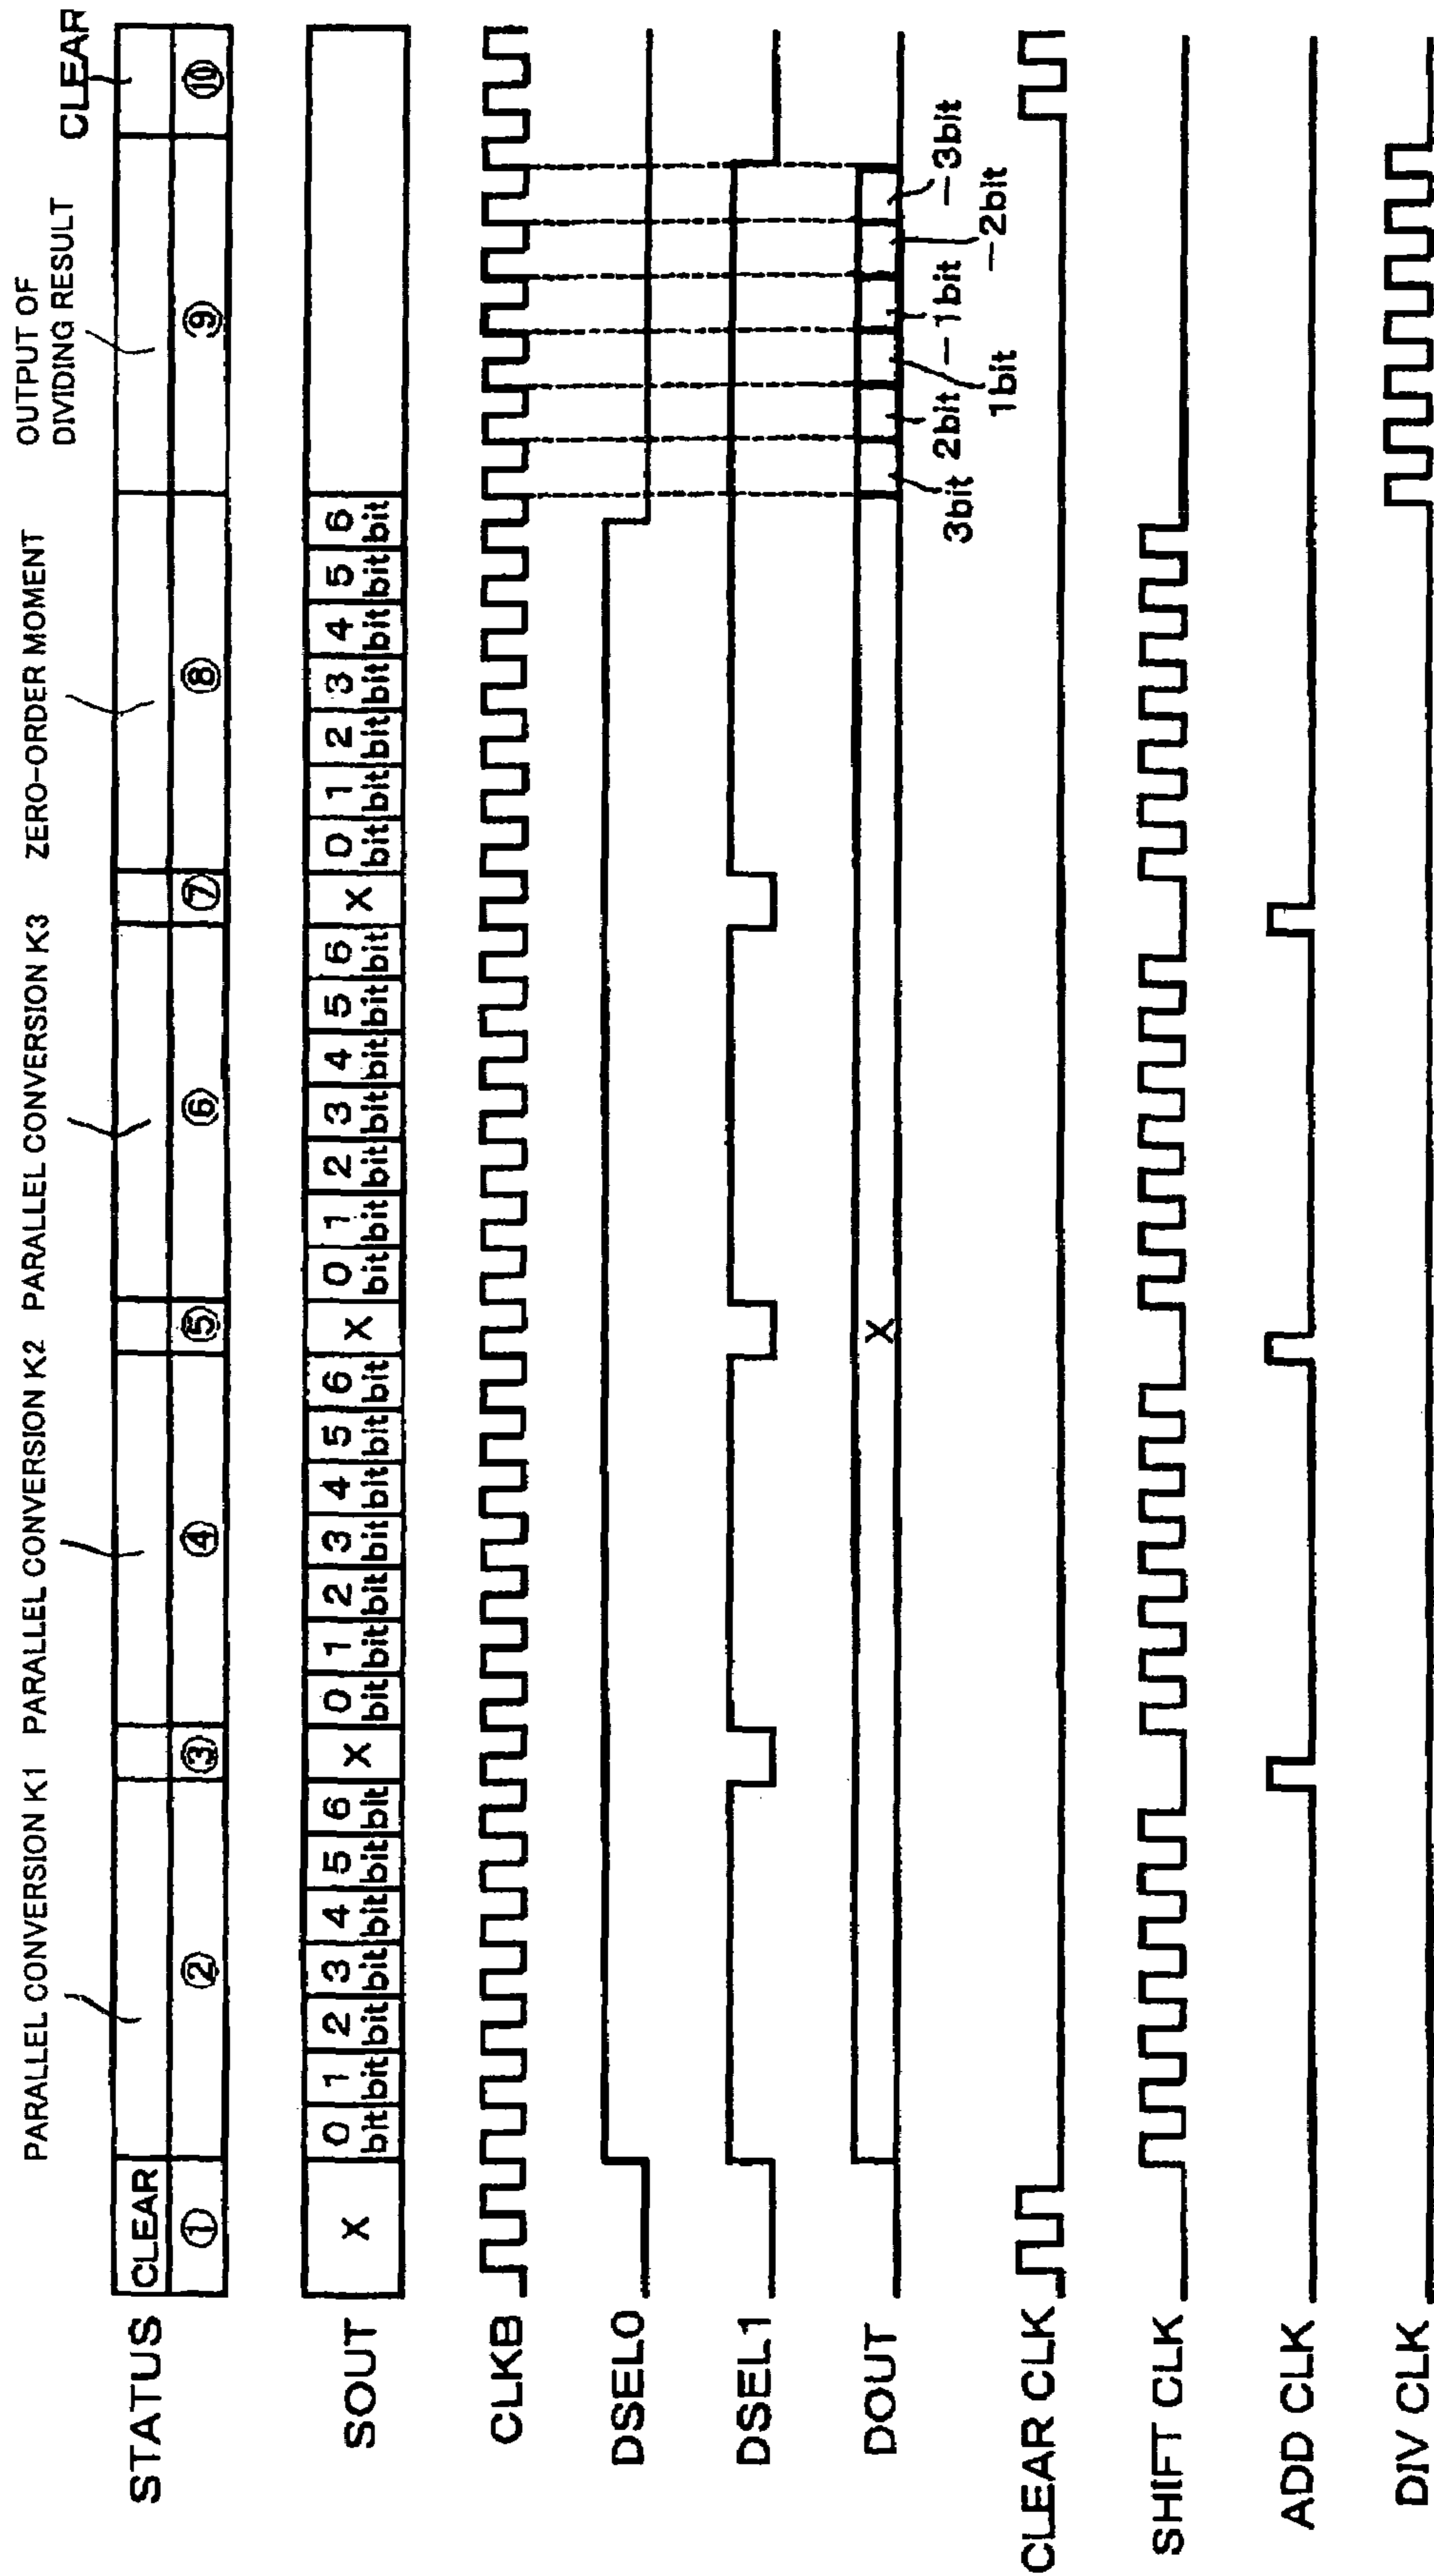 PARALLEL CONVERSION K1 PARALLEL CONVERSION K2 PARALLEL CONVERSION K3 ZERO-ORDER MOMENT OUTPUT OF
DIVIDING RESULT
CLEAR
STATUS CLEAR
① ② ③ ④ ⑤ ⑥ ⑦ ⑧ ⑨ ⑩
SOUT X 0 1 2 3 4 5 6 X 0 1 2 3 4 5 6 X 0 1 2 3 4 5 6 X 0 1 2 3 4 5 6
bit bit bit bit bit bit bit bit bit bit bit bit bit bit bit bit bit bit bit bit bit bit bit bit bit bit bit bit
CLKB
DSEL0
DSEL1
DOUT X
3bit 2bit 1bit -1bit -2bit -3bit
CLEAR CLK
SHIFT CLK
ADD CLK
DIV CLK